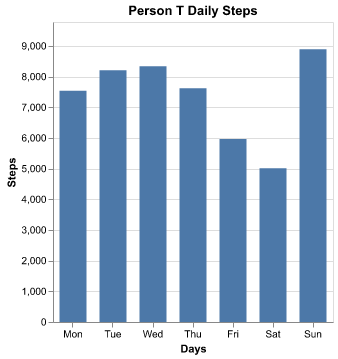 Person T Daily Steps
Steps
9,000
8,000
7,000
6,000
5,000
4,000
3,000
2,000
1,000
0
Mon Tue Wed Thu Fri Sat Sun
Days